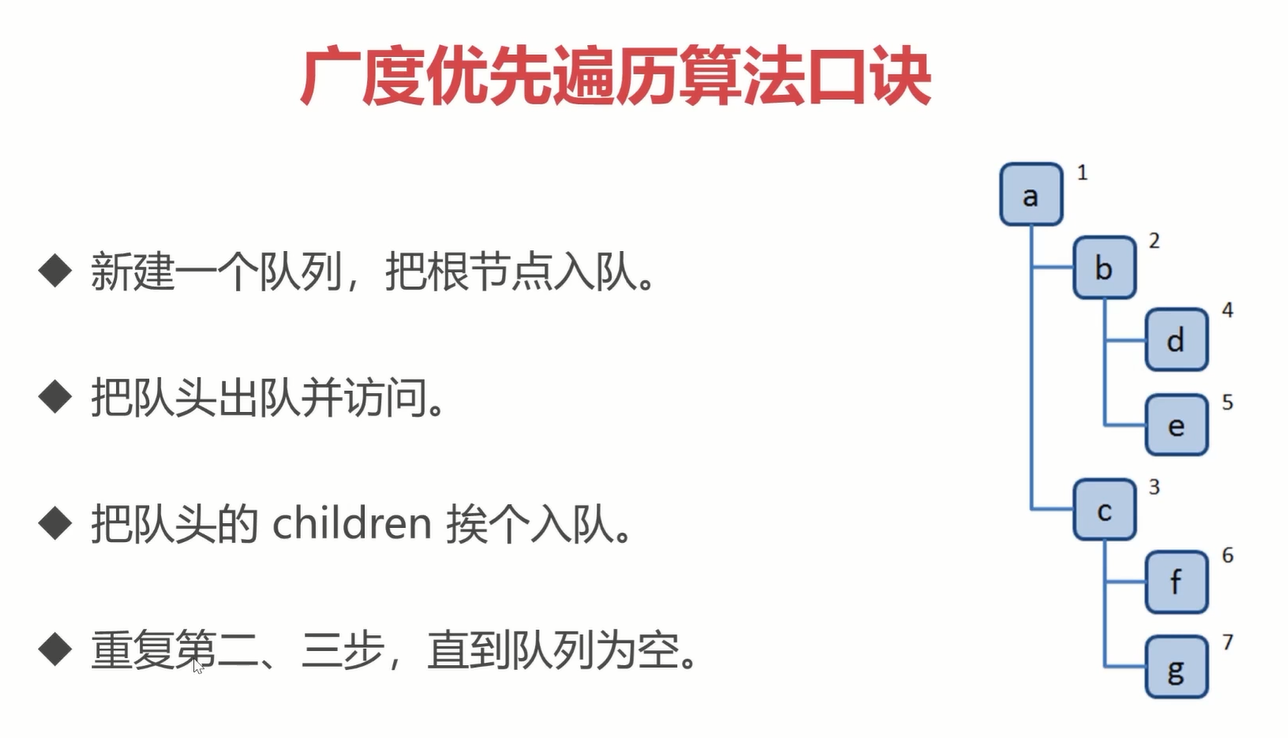 广度优先遍历算法口诀
新建一个队列，把根节点入队。
把队头出队并访问。
把队头的 children 挨个入队。
重复第二、三步，直到队列为空。
a 1
b 2
d 4
e 5
c 3
f 6
g 7